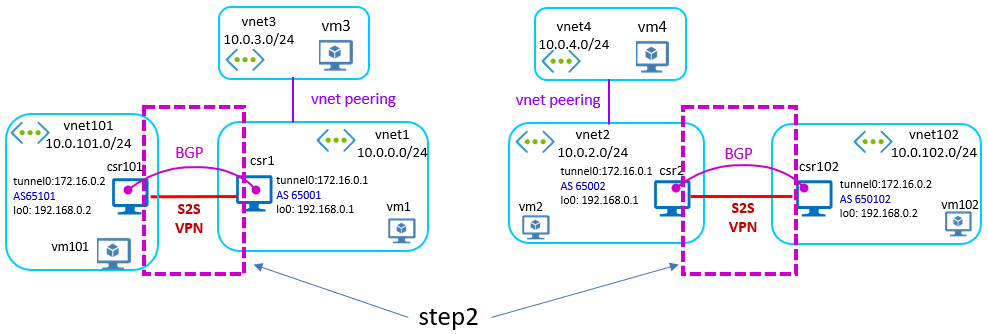 vnet3
10.0.3.0/24
vm3
vnet peering
vnet4
10.0.4.0/24
vm4
vnet peering
vnet101
10.0.101.0/24
csr101
tunnel0:172.16.0.2
AS65101
lo0: 192.168.0.2
vm101
BGP
S2S
VPN
vnet1
10.0.0.0/24
csr1
tunnel0:172.16.0.1
AS 65001
lo0: 192.168.0.1
vm1
vnet2
10.0.2.0/24
tunnel0:172.16.0.1
AS 65002
lo0: 192.168.0.1
csr2
vm2
BGP
S2S
VPN
vnet102
10.0.102.0/24
csr102
tunnel0:172.16.0.2
AS 650102
lo0: 192.168.0.2
vm102
step2